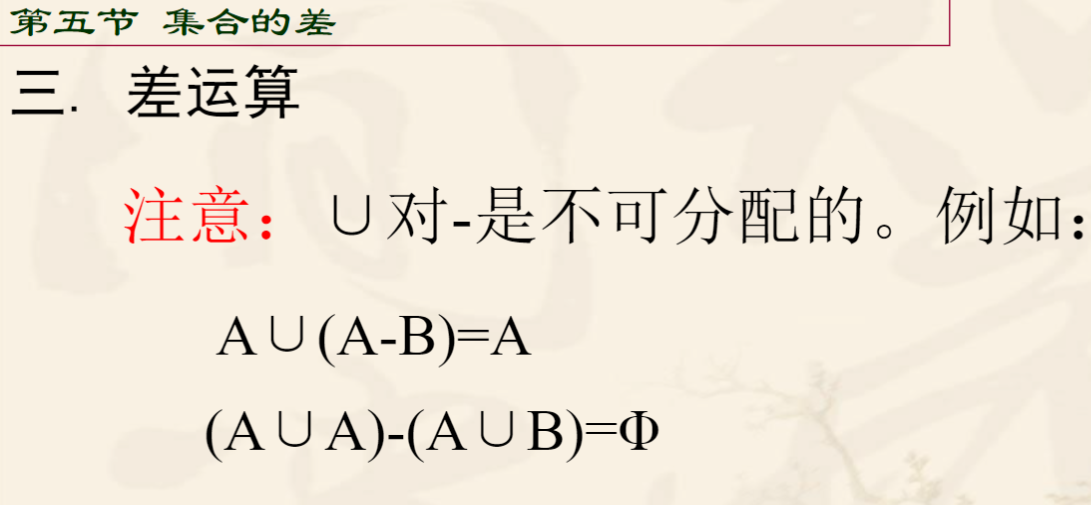 第五节 集合的差
三. 差运算
注意： ∪对-是不可分配的。例如：
A∪(A-B)=A
(A∪A)-(A∪B)=Φ